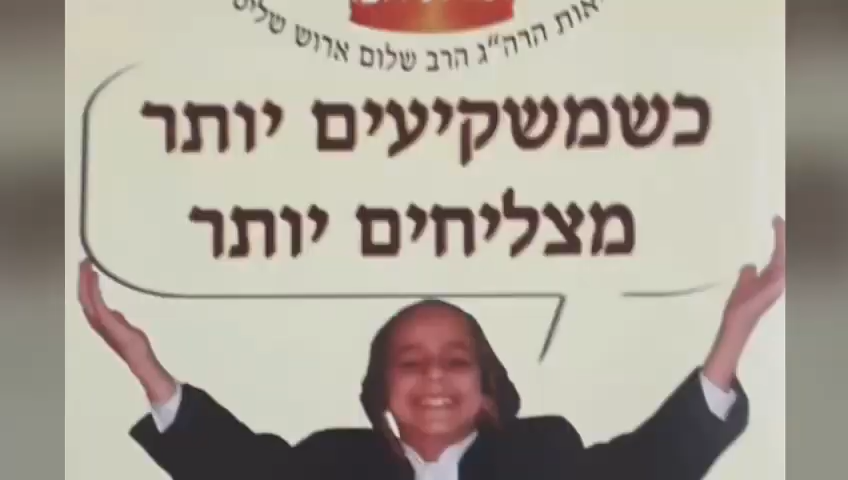 הרה"ג הרב שלום ארוש
כשמשקיעים יותר
מצליחים יותר